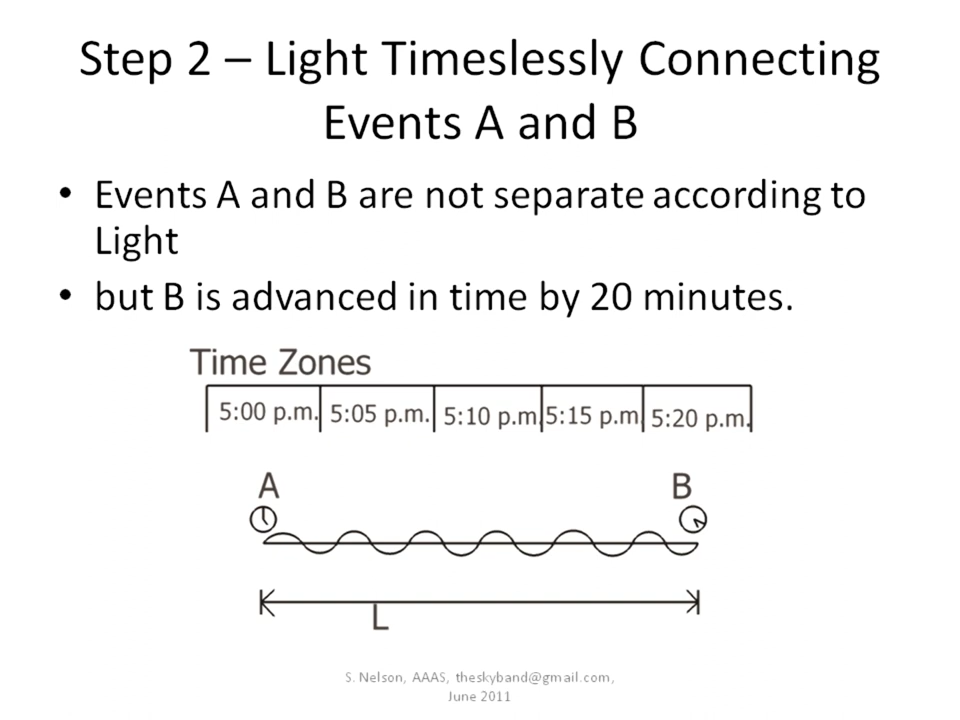 Step 2 – Light Timeslessly Connecting
Events A and B
• Events A and B are not separate according to
Light
• but B is advanced in time by 20 minutes.
Time Zones
5:00 p.m. 5:05 p.m. 5:10 p.m. 5:15 p.m. 5:20 p.m.
A B
L
S. Nelson, AAAS, theskyband@gmail.com,
June 2011